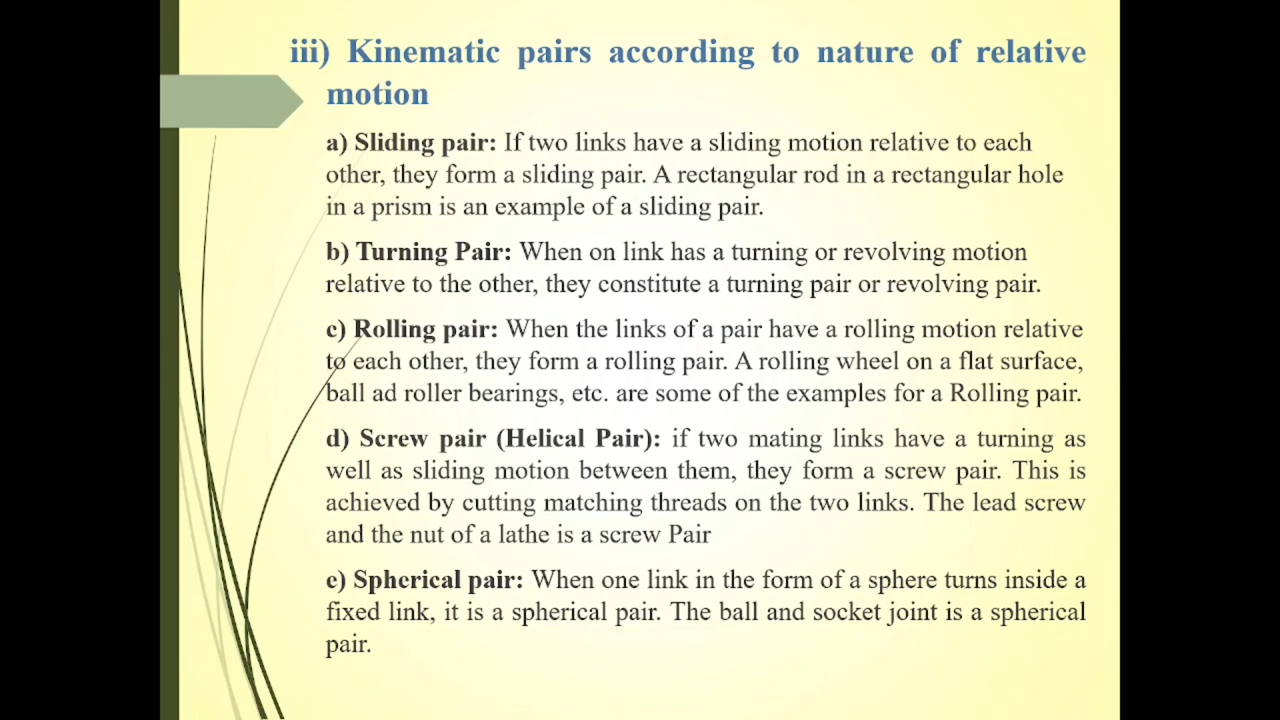 iii) Kinematic pairs according to nature of relative
motion
a) Sliding pair: If two links have a sliding motion relative to each
other, they form a sliding pair. A rectangular rod in a rectangular hole
in a prism is an example of a sliding pair.
b) Turning Pair: When on link has a turning or revolving motion
relative to the other, they constitute a turning pair or revolving pair.
c) Rolling pair: When the links of a pair have a rolling motion relative
to each other, they form a rolling pair. A rolling wheel on a flat surface,
ball ad roller bearings, etc. are some of the examples for a Rolling pair.
d) Screw pair (Helical Pair): if two mating links have a turning as
well as sliding motion between them, they form a screw pair. This is
achieved by cutting matching threads on the two links. The lead screw
and the nut of a lathe is a screw Pair
e) Spherical pair: When one link in the form of a sphere turns inside a
fixed link, it is a spherical pair. The ball and socket joint is a spherical
pair.